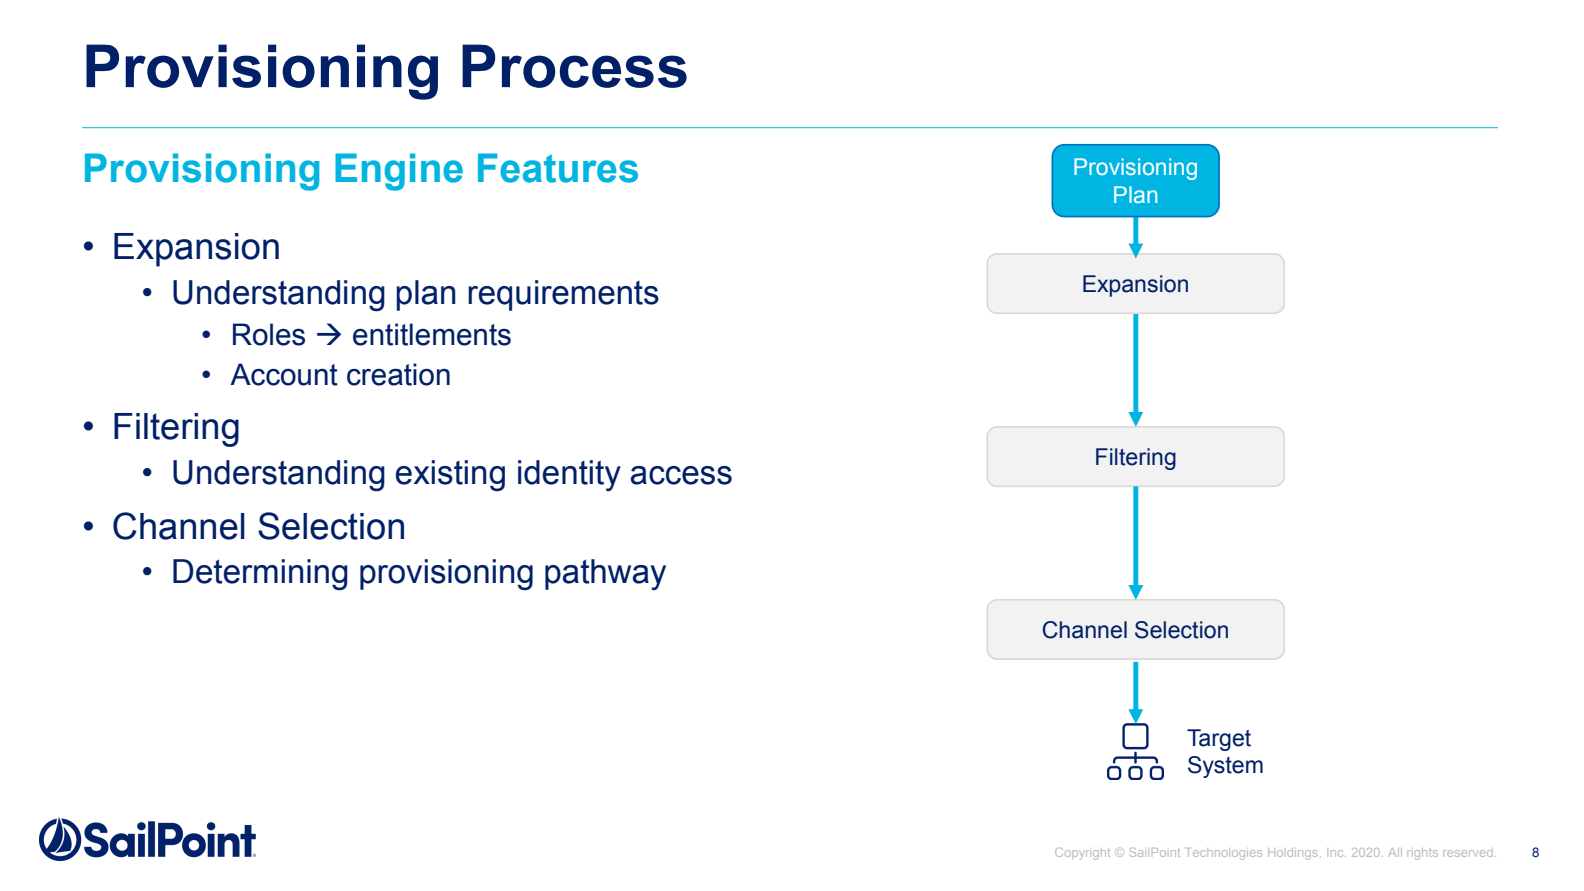 Provisioning Process
Provisioning Engine Features
• Expansion
• Understanding plan requirements
• Roles → entitlements
• Account creation
• Filtering
• Understanding existing identity access
• Channel Selection
• Determining provisioning pathway
Provisioning
Plan
Expansion
Filtering
Channel Selection
Target
System
SailPoint
Copyright © SailPoint Technologies Holdings, Inc. 2020. All rights reserved.
8